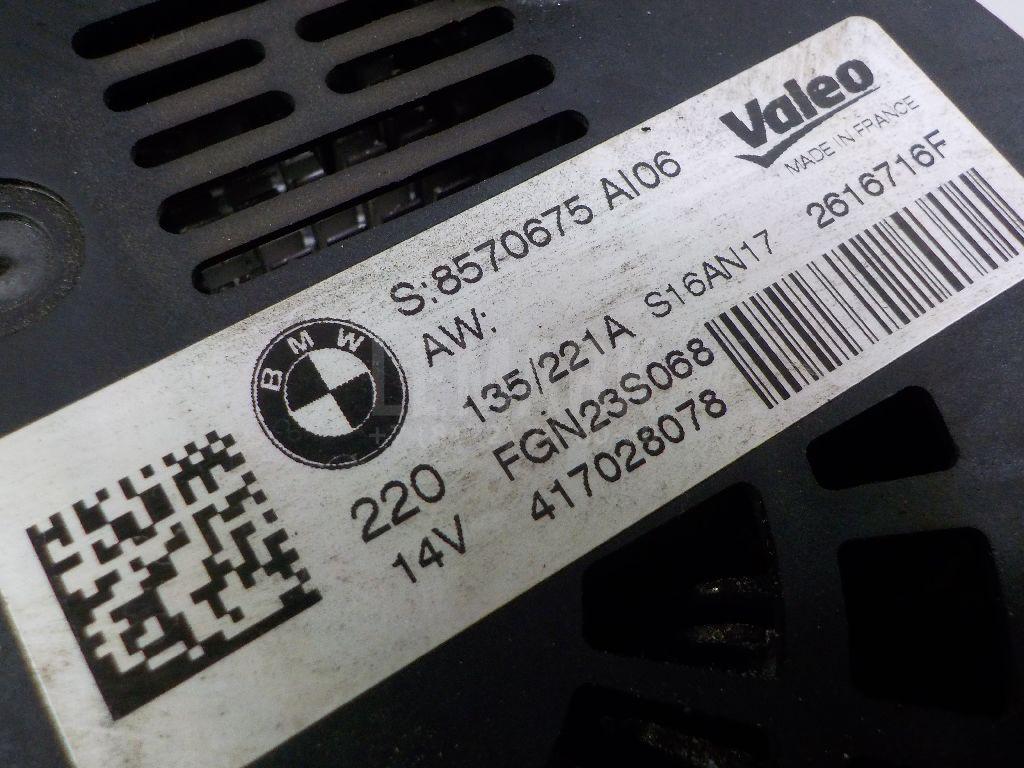 Valeo
MADE IN FRANCE
S:8570675 AI06
AW:
BMW
135/221A S16AN17 2616716F
220 FGN23S068
14V 417028078